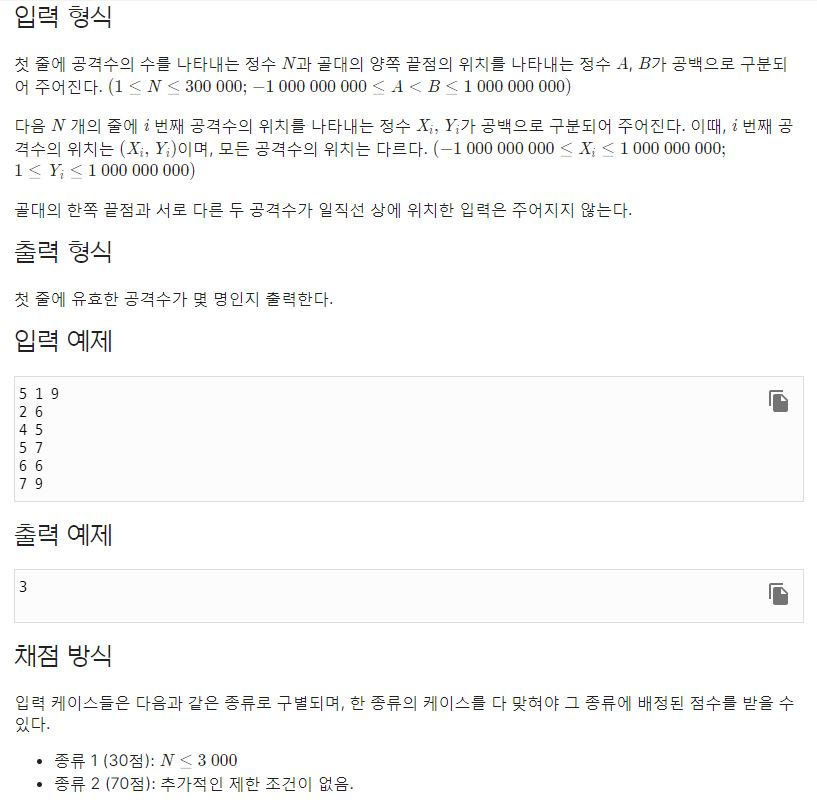 입력 형식
첫 줄에 공격수의 수를 나타내는 정수 N과 골대의 양쪽 끝점의 위치를 나타내는 정수 A, B가 공백으로 구분되
어 주어진다. (1 ≤ N ≤ 300 000; −1 000 000 000 ≤ A < B ≤ 1 000 000 000)
다음 N 개의 줄에 i 번째 공격수의 위치를 나타내는 정수 Xᵢ, Yᵢ가 공백으로 구분되어 주어진다. 이때, i 번째 공
격수의 위치는 (Xᵢ, Yᵢ)이며, 모든 공격수의 위치는 다르다. (−1 000 000 000 ≤ Xᵢ ≤ 1 000 000 000;
1 ≤ Yᵢ ≤ 1 000 000 000)
골대의 한쪽 끝점과 서로 다른 두 공격수가 일직선 상에 위치한 입력은 주어지지 않는다.
출력 형식
첫 줄에 유효한 공격수가 몇 명인지 출력한다.
입력 예제
5 1 9
2 6
4 5
5 7
6 6
7 9
출력 예제
3
채점 방식
입력 케이스들은 다음과 같은 종류로 구별되며, 한 종류의 케이스를 다 맞혀야 그 종류에 배정된 점수를 받을 수
있다.
• 종류 1 (30점): N ≤ 3 000
• 종류 2 (70점): 추가적인 제한 조건이 없음.